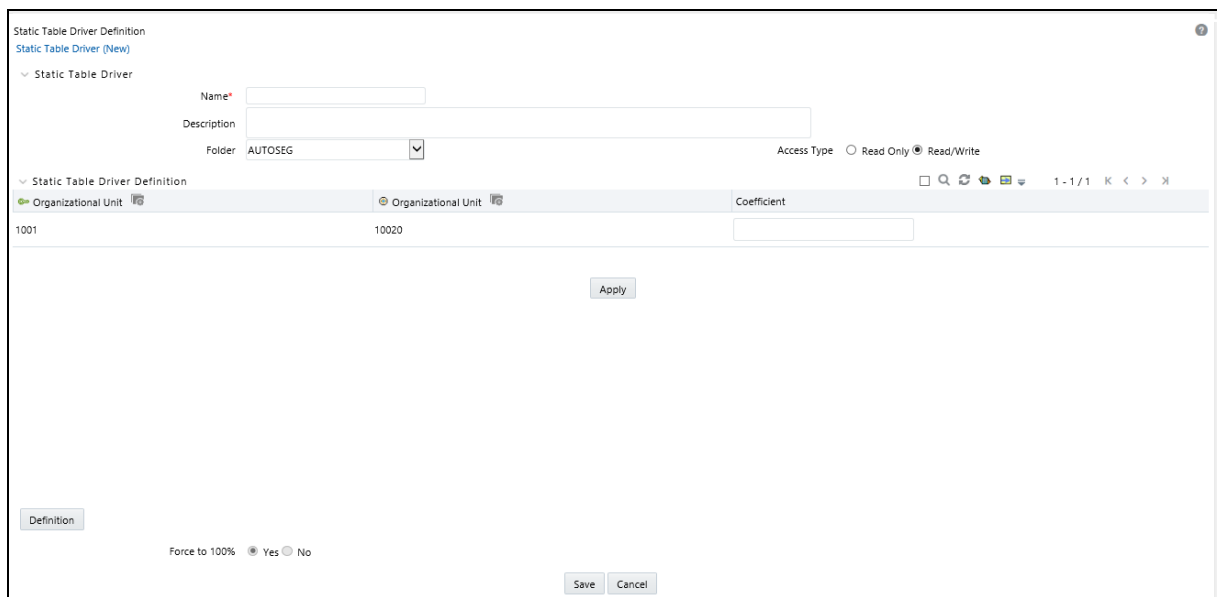 Static Table Driver Definition
Static Table Driver (New)
Static Table Driver
Name*
Description
Folder AUTOSEG Access Type Read Only Read/Write
Static Table Driver Definition 1 - 1 / 1
Organizational Unit Organizational Unit Coefficient
1001 10020
Apply
Definition
Force to 100% Yes No
Save Cancel